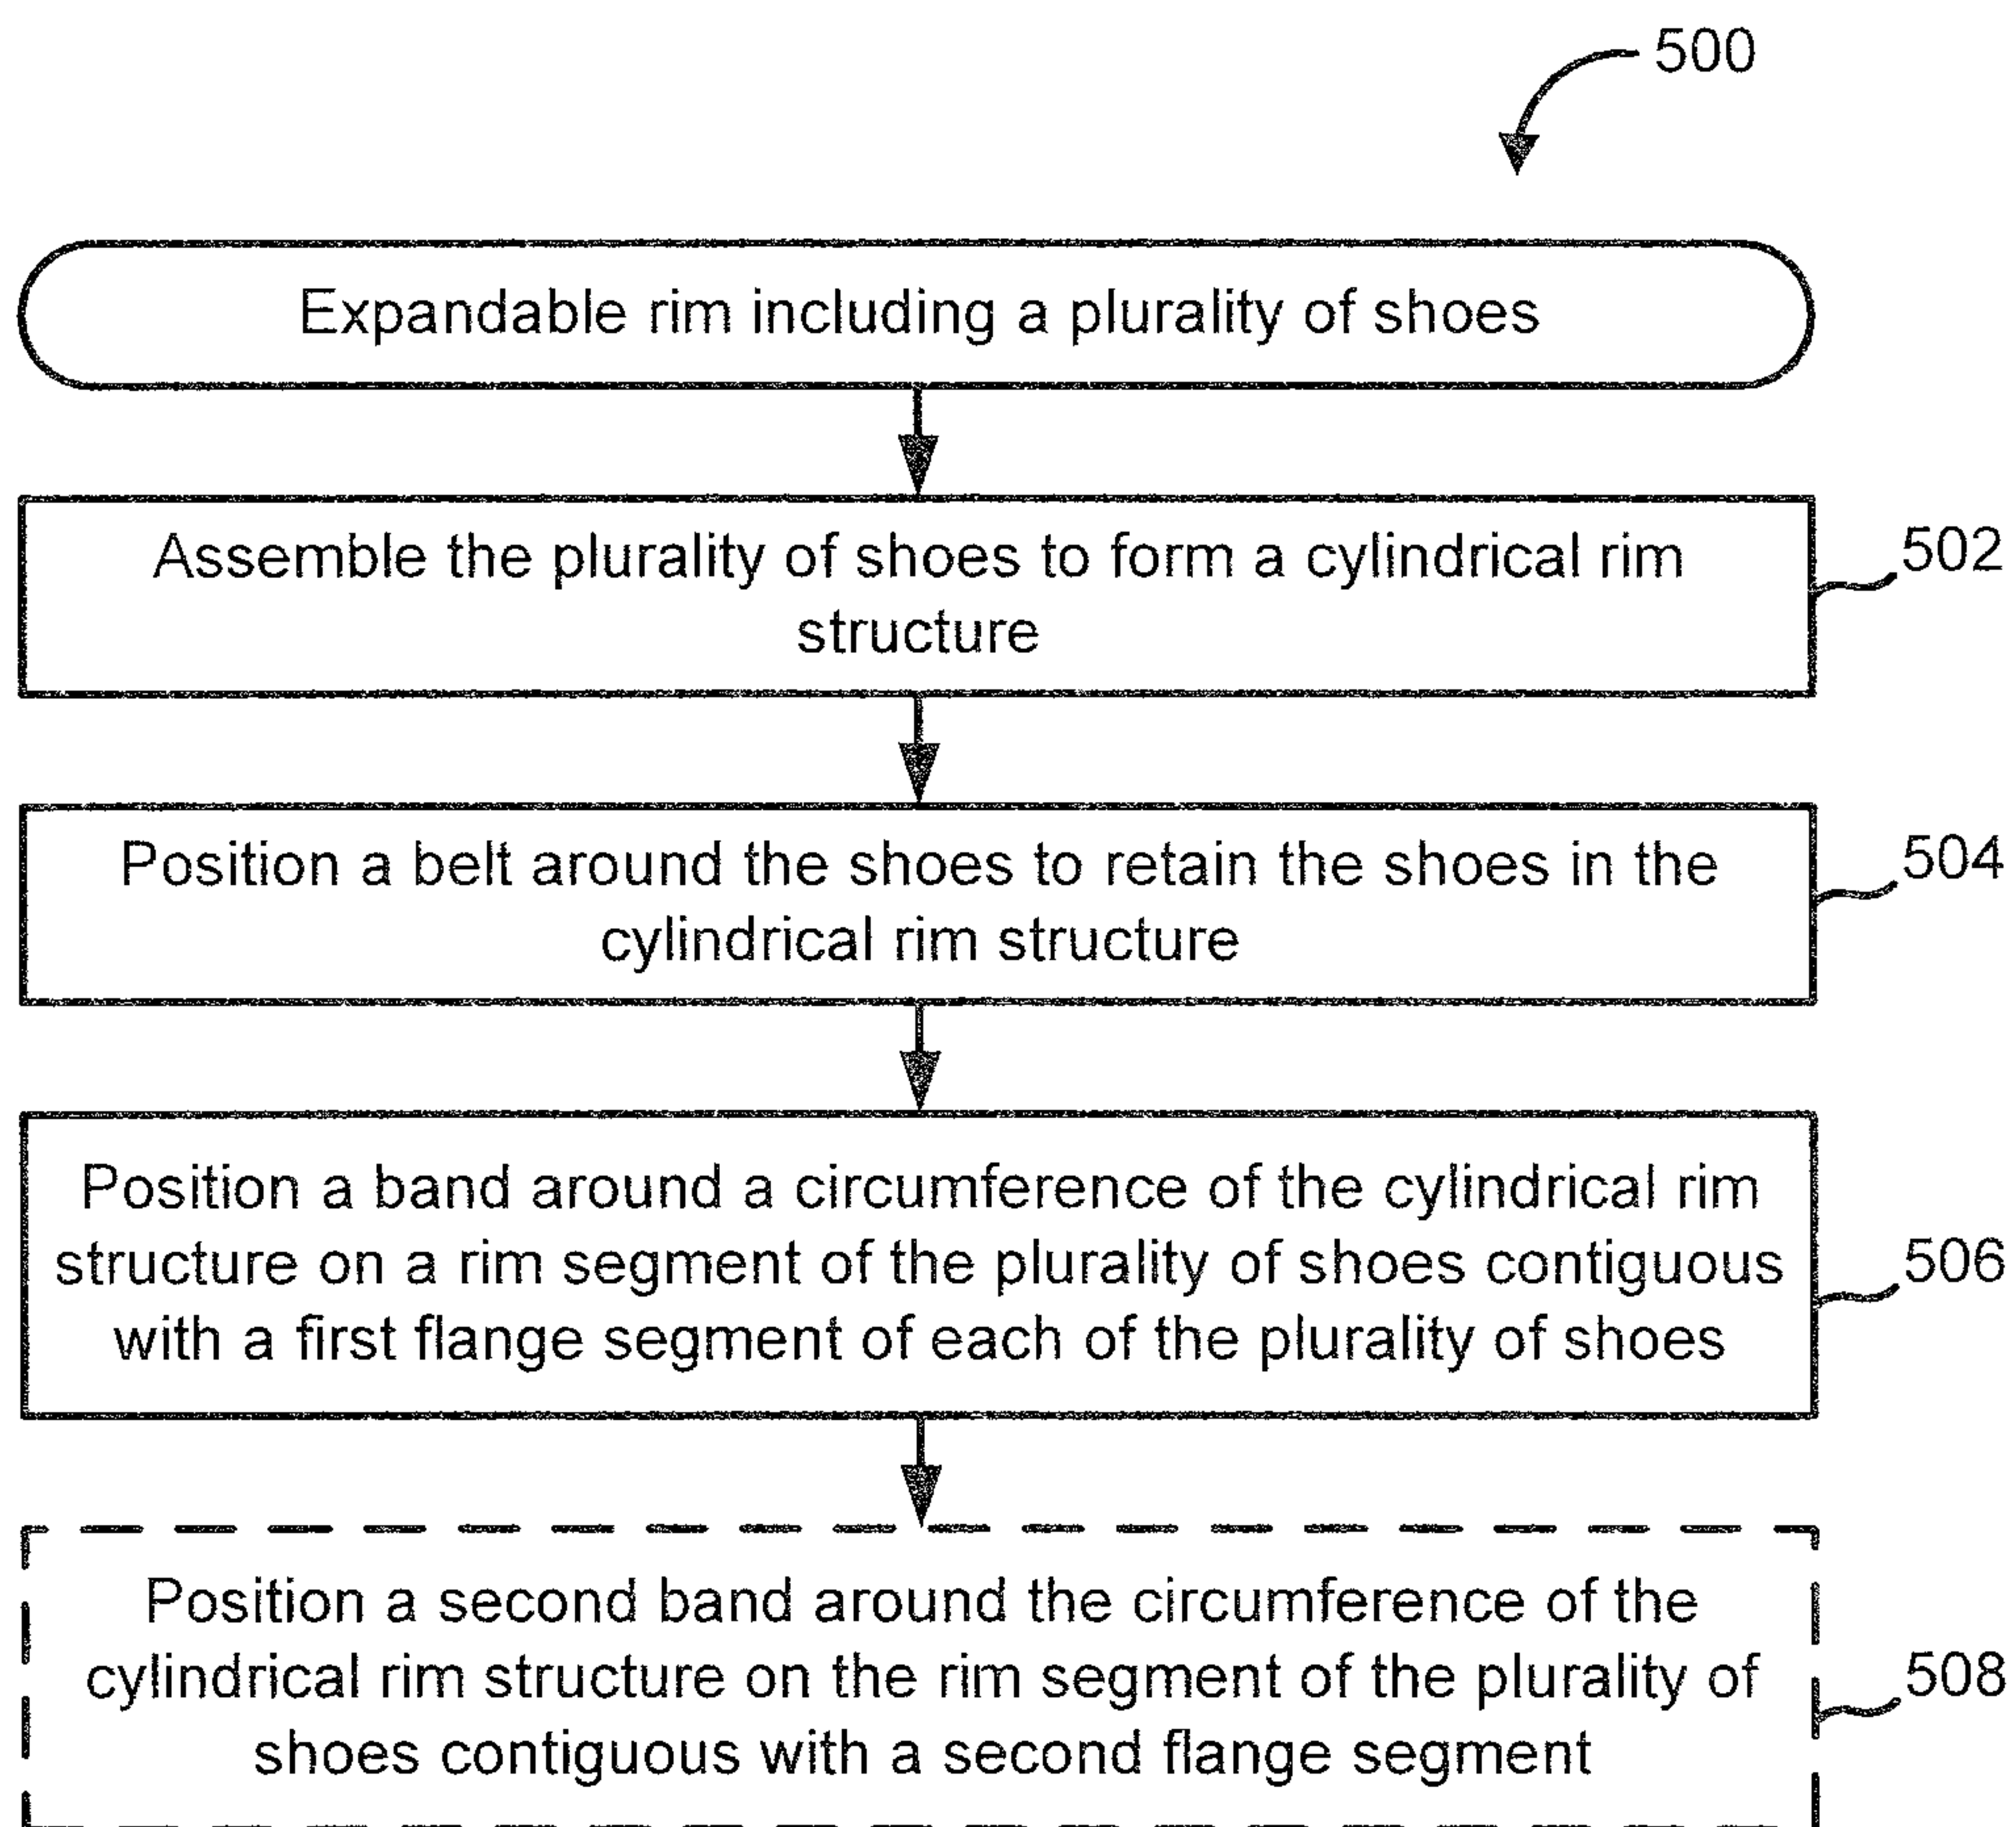 500
Expandable rim including a plurality of shoes
Assemble the plurality of shoes to form a cylindrical rim
structure
502
Position a belt around the shoes to retain the shoes in the
cylindrical rim structure
504
Position a band around a circumference of the cylindrical rim
structure on a rim segment of the plurality of shoes contiguous
with a first flange segment of each of the plurality of shoes
506
Position a second band around the circumference of the
cylindrical rim structure on the rim segment of the plurality of
shoes contiguous with a second flange segment
508